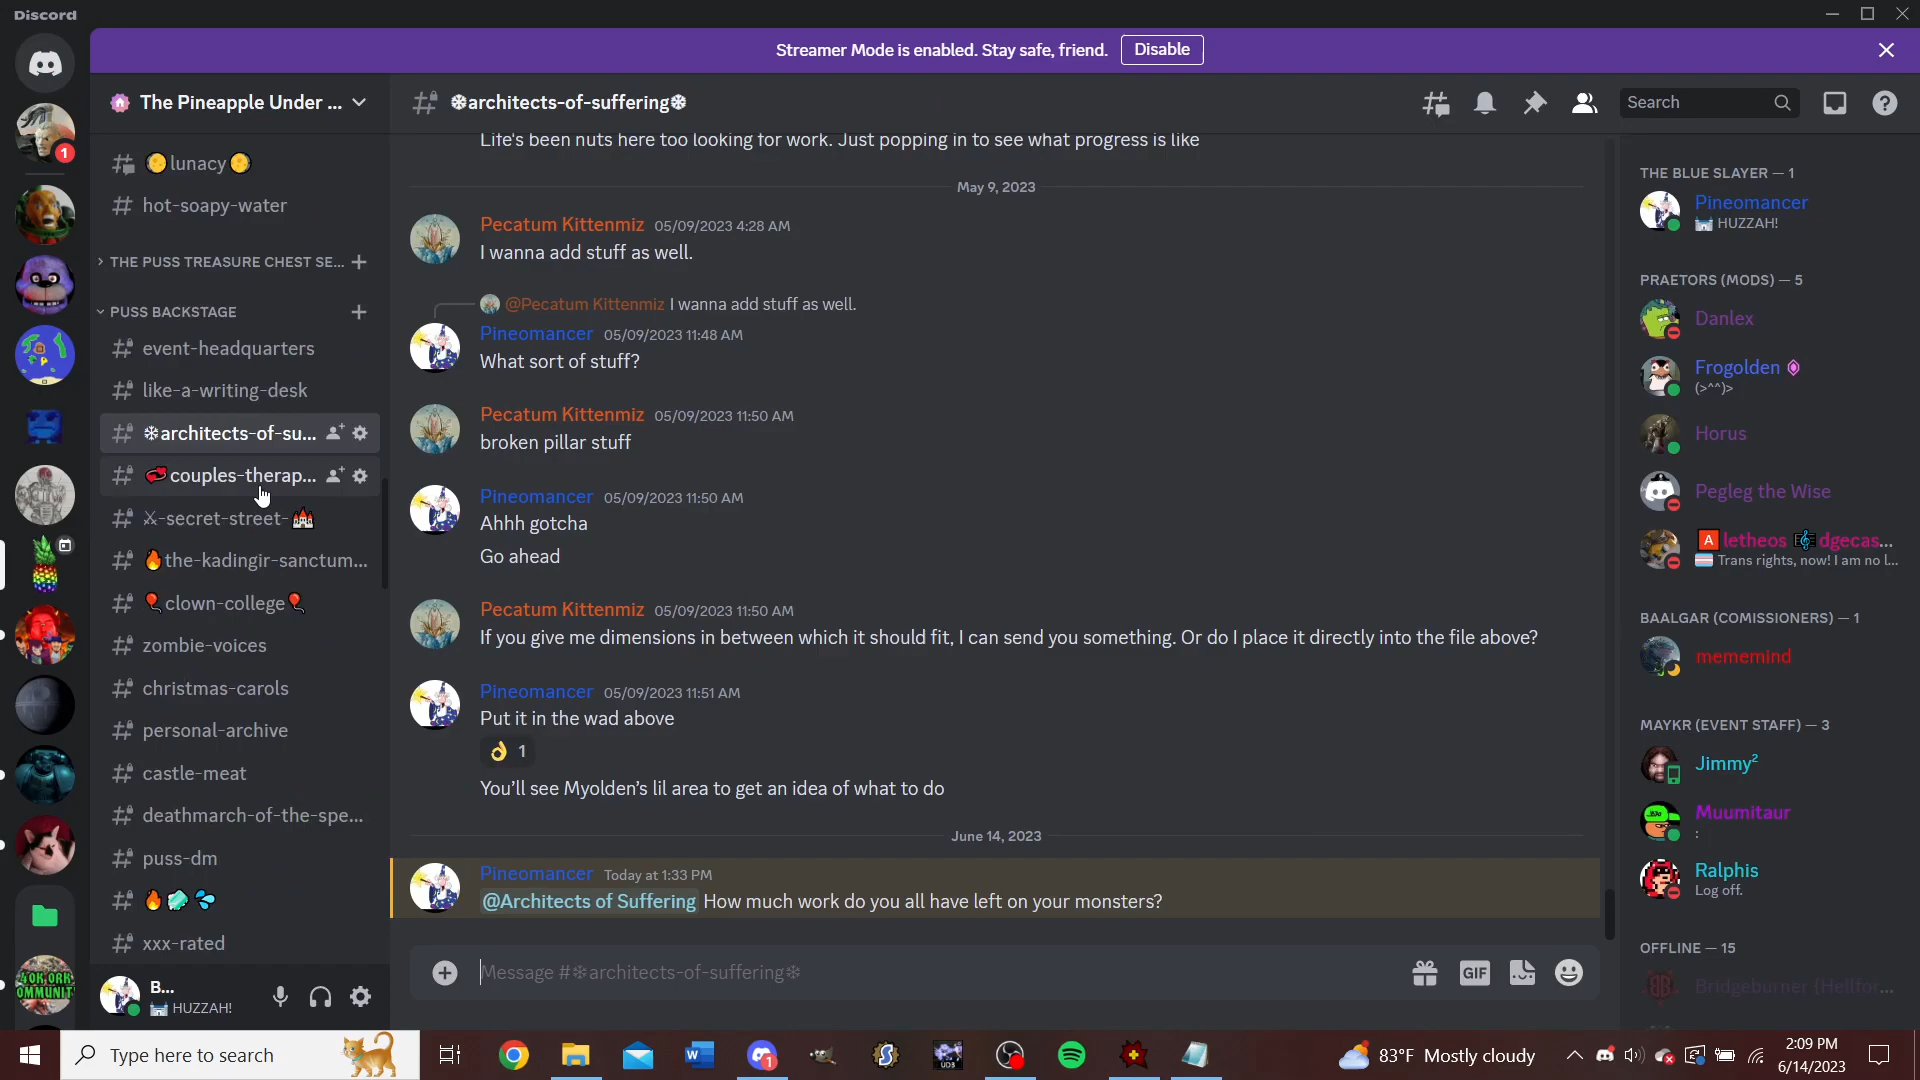 Discord
Streamer Mode is enabled. Stay safe, friend.
Disable
The Pineapple Under ...
❄architects-of-suffering❄
Search
1
🌕lunacy🌕
hot-soapy-water
THE PUSS TREASURE CHEST SE...
PUSS BACKSTAGE
event-headquarters
like-a-writing-desk
❄architects-of-su...
💞couples-therap...
⚔-secret-street-🏰
🔥the-kadingir-sanctum...
🎈clown-college🎈
zombie-voices
christmas-carols
personal-archive
castle-meat
deathmarch-of-the-spe...
puss-dm
🔥🧼💦
xxx-rated
B...
🏰 HUZZAH!
Life's been nuts here too looking for work. Just popping in to see what progress is like
May 9, 2023
Pecatum Kittenmiz 05/09/2023 4:28 AM
I wanna add stuff as well.
@Pecatum Kittenmiz I wanna add stuff as well.
Pineomancer 05/09/2023 11:48 AM
What sort of stuff?
Pecatum Kittenmiz 05/09/2023 11:50 AM
broken pillar stuff
Pineomancer 05/09/2023 11:50 AM
Ahhh gotcha
Go ahead
Pecatum Kittenmiz 05/09/2023 11:50 AM
If you give me dimensions in between which it should fit, I can send you something. Or do I place it directly into the file above?
Pineomancer 05/09/2023 11:51 AM
Put it in the wad above
👌 1
You'll see Myolden's lil area to get an idea of what to do
June 14, 2023
Pineomancer Today at 1:33 PM
@Architects of Suffering How much work do you all have left on your monsters?
Message #❄architects-of-suffering❄
GIF
THE BLUE SLAYER — 1
Pineomancer
🏰 HUZZAH!
PRAETORS (MODS) — 5
Danlex
Frogolden
(>^^)>
Horus
Pegleg the Wise
🅰letheos 🎼dgecas...
Trans rights, now! I am no l...
BAALGAR (COMISSIONERS) — 1
mememind
MAYKR (EVENT STAFF) — 3
Jimmy²
Muumitaur
:
Ralphis
Log off.
OFFLINE — 15
Bridgeburner {Hellfor...
Type here to search
1
83°F Mostly cloudy
2:09 PM
6/14/2023